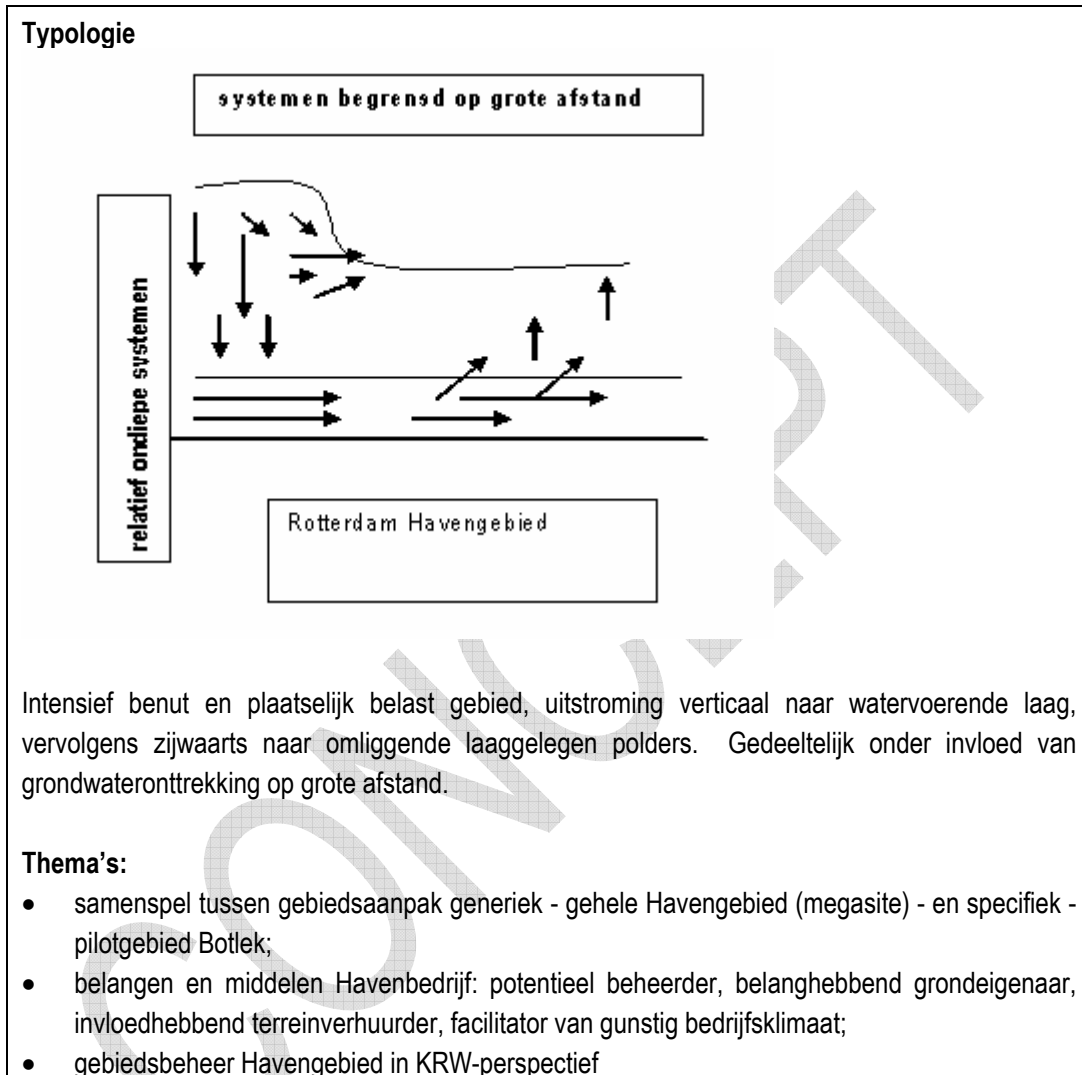 Typologie
systemen begrensd op grote afstand
relatief ondiepe systemen
Rotterdam Havengebied
Intensief benut en plaatselijk belast gebied, uitstroming verticaal naar watervoerende laag,
vervolgens zijwaarts naar omliggende laaggelegen polders. Gedeeltelijk onder invloed van
grondwateronttrekking op grote afstand.
Thema's:
• samenspel tussen gebiedsaanpak generiek - gehele Havengebied (megasite) - en specifiek -
pilotgebied Botlek;
• belangen en middelen Havenbedrijf: potentieel beheerder, belanghebbend grondeigenaar,
invloedhebbend terreinverhuurder, facilitator van gunstig bedrijfsklimaat;
• gebiedsbeheer Havengebied in KRW-perspectief
CONCEPT